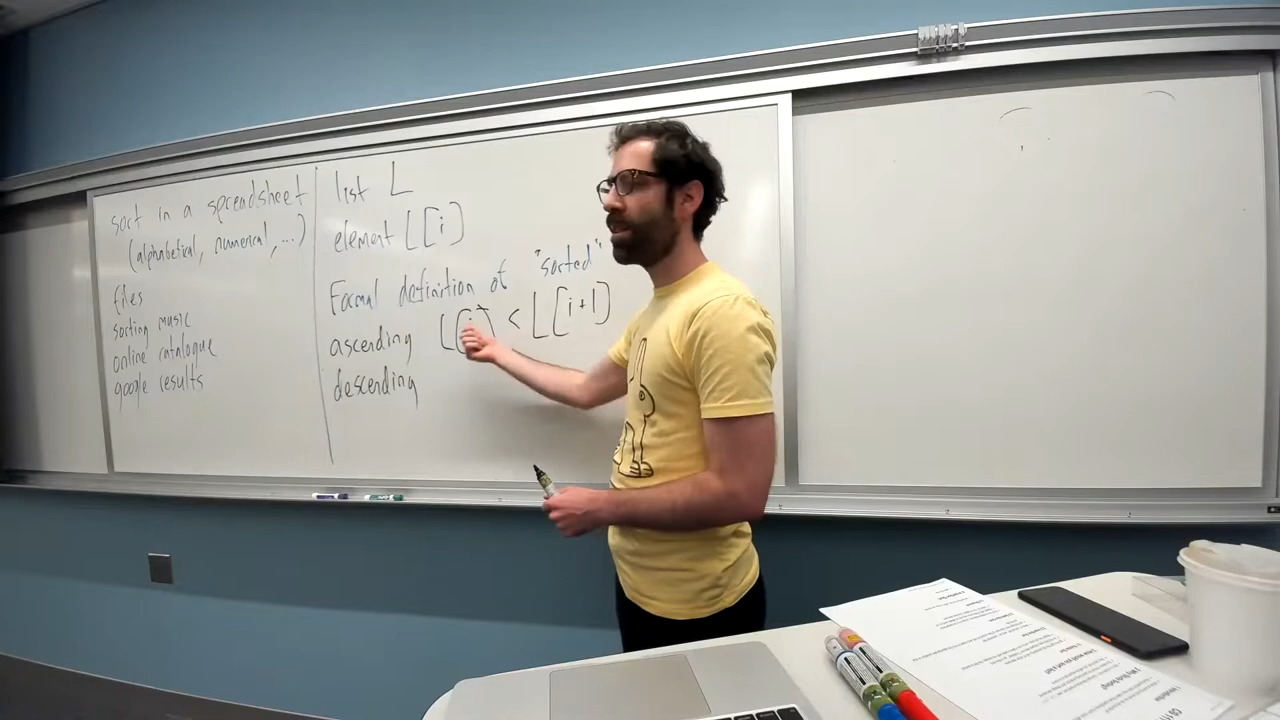 sort in a spreadsheet
(alphabetical, numerical, ...)
files
sorting music
online catalogue
google results
list L
element L[i]
Formal definition of "sorted"
ascending L[i] < L[i+1]
descending